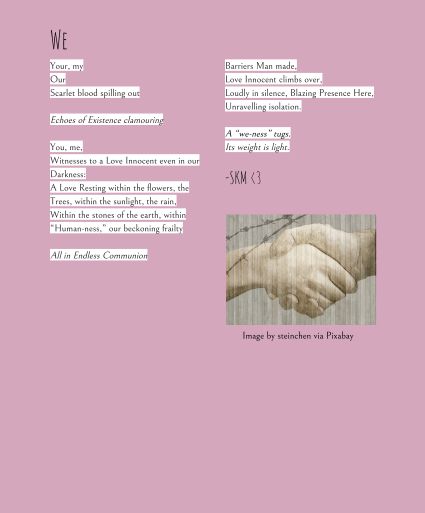 We
Your, my
Our
Scarlet blood spilling out
Echoes of Existence clamouring
You, me,
Witnesses to a Love Innocent even in our
Darkness:
A Love Resting within the flowers, the
Trees, within the sunlight, the rain,
Within the stones of the earth, within
“Human-ness,” our beckoning frailty
All in Endless Communion
Barriers Man made,
Love Innocent climbs over,
Loudly in silence, Blazing Presence Here,
Unravelling isolation.
A “we-ness” tugs.
Its weight is light.
-SKM <3
Image by steinchen via Pixabay